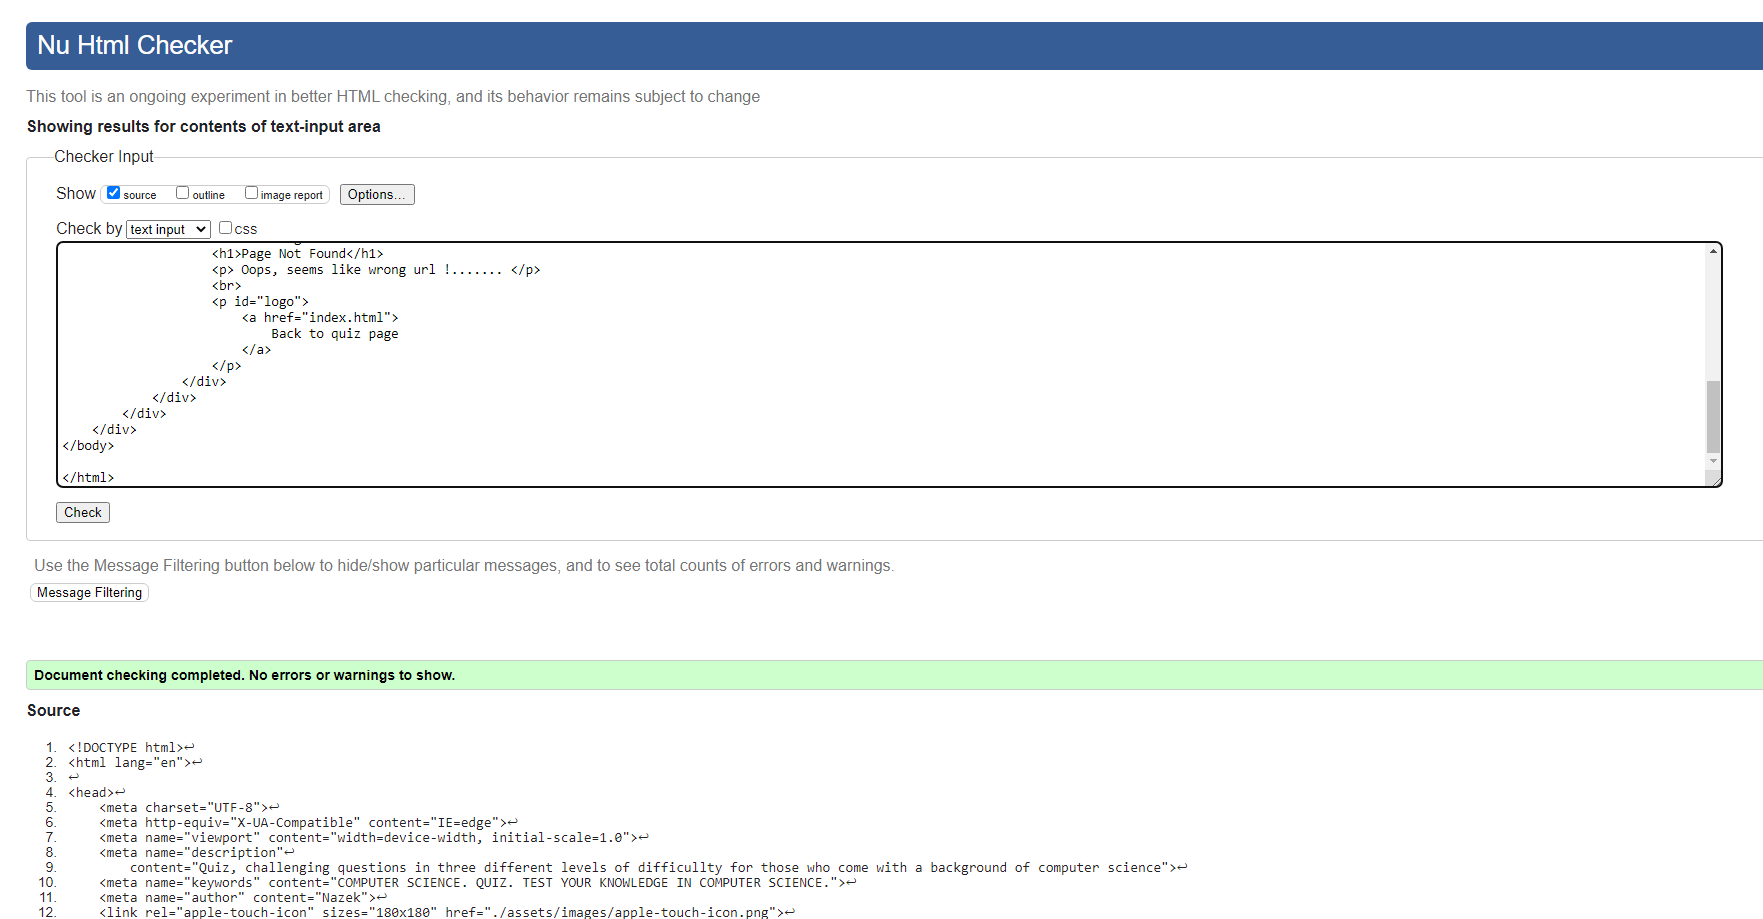 Nu Html Checker
This tool is an ongoing experiment in better HTML checking, and its behavior remains subject to change
Showing results for contents of text-input area
Checker Input
Show source outline image report Options...
Check by text input css
<h1>Page Not Found</h1>
<p> Oops, seems like wrong url !....... </p>
<br>
<p id="logo">
<a href="index.html">
Back to quiz page
</a>
</p>
</div>
</div>
</div>
</div>
</body>
</html>
Check
Use the Message Filtering button below to hide/show particular messages, and to see total counts of errors and warnings.
Message Filtering
Document checking completed. No errors or warnings to show.
Source
1. <!DOCTYPE html>↩
2. <html lang="en">↩
3. ↩
4. <head>↩
5. <meta charset="UTF-8">↩
6. <meta http-equiv="X-UA-Compatible" content="IE=edge">↩
7. <meta name="viewport" content="width=device-width, initial-scale=1.0">↩
8. <meta name="description"↩
9. content="Quiz, challenging questions in three different levels of difficullty for those who come with a background of computer science">↩
10. <meta name="keywords" content="COMPUTER SCIENCE. QUIZ. TEST YOUR KNOWLEDGE IN COMPUTER SCIENCE.">↩
11. <meta name="author" content="Nazek">↩
12. <link rel="apple-touch-icon" sizes="180x180" href="./assets/images/apple-touch-icon.png">↩